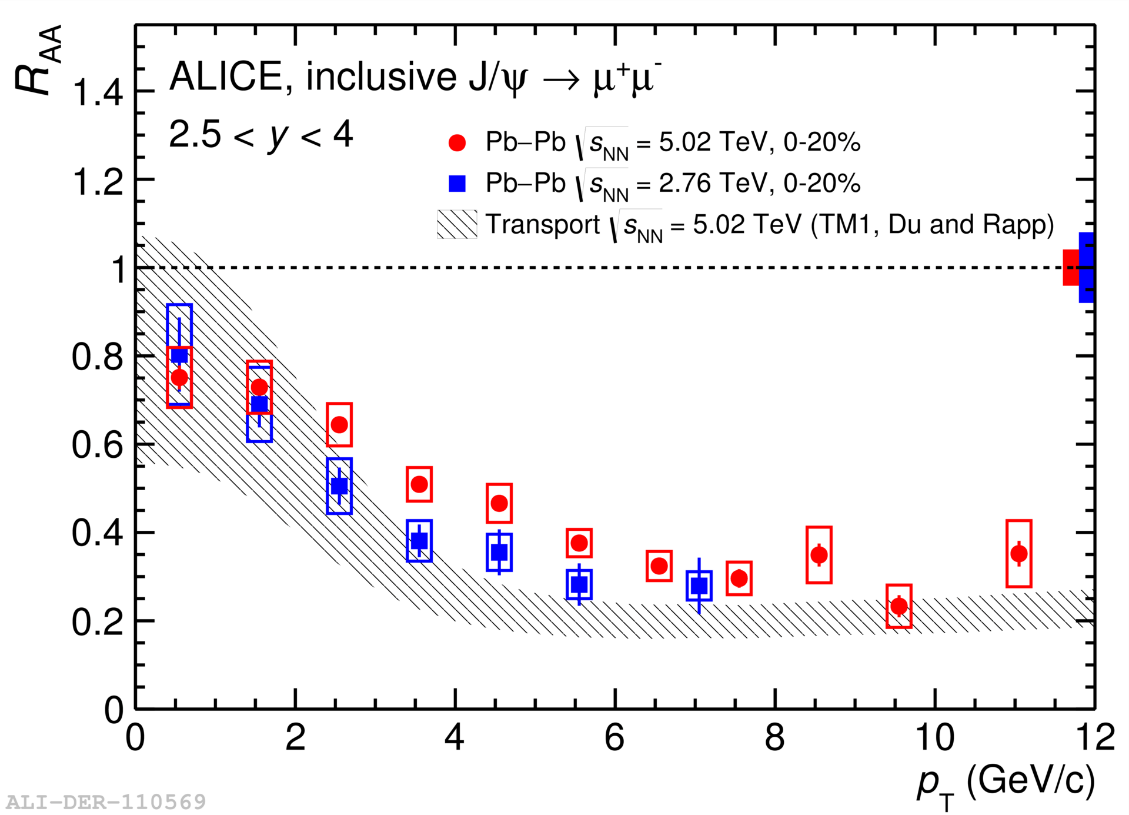 R_AA
ALICE, inclusive J/ψ → μ⁺μ⁻
2.5 < y < 4
Pb−Pb √s_NN = 5.02 TeV, 0-20%
Pb−Pb √s_NN = 2.76 TeV, 0-20%
Transport √s_NN = 5.02 TeV (TM1, Du and Rapp)
1.4
1.2
1
0.8
0.6
0.4
0.2
0
0 2 4 6 8 10 12
p_T (GeV/c)
ALI−DER−110569